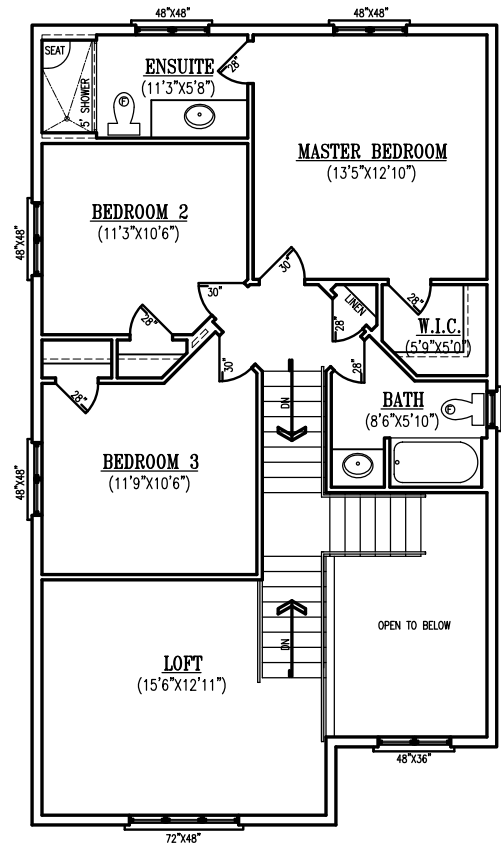 48"X48"
48"X48"
SEAT
5' SHOWER
F
ENSUITE
(11'3"X5'8")
28"
MASTER BEDROOM
(13'5"X12'10")
48"X48"
BEDROOM 2
(11'3"X10'6")
30"
30"
28"
LINEN
28"
28"
W.I.C.
(5'9"X5'0")
30"
28"
28"
DN
BATH
(8'6"X5'10")
F
48"X48"
BEDROOM 3
(11'9"X10'6")
DN
OPEN TO BELOW
LOFT
(15'6"X12'11")
48"X36"
72"X48"